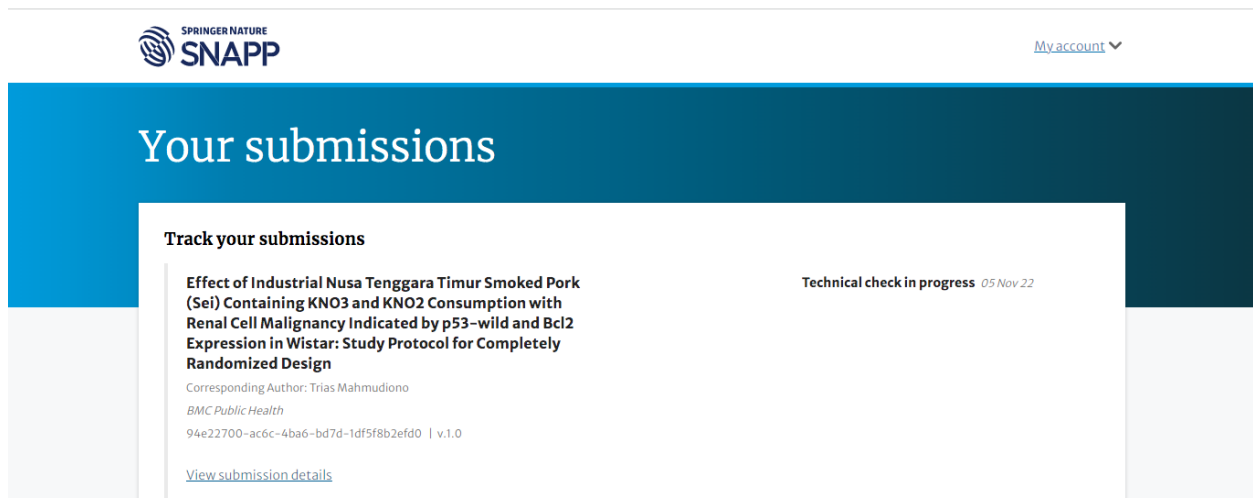 SPRINGER NATURE
SNAPP
My account
Your submissions
Track your submissions
Effect of Industrial Nusa Tenggara Timur Smoked Pork
(Sei) Containing KNO3 and KNO2 Consumption with
Renal Cell Malignancy Indicated by p53-wild and Bcl2
Expression in Wistar: Study Protocol for Completely
Randomized Design
Technical check in progress 05 Nov 22
Corresponding Author: Trias Mahmudiono
BMC Public Health
94e22700-ac6c-4ba6-bd7d-1df5f8b2efd0 | v.1.0
View submission details